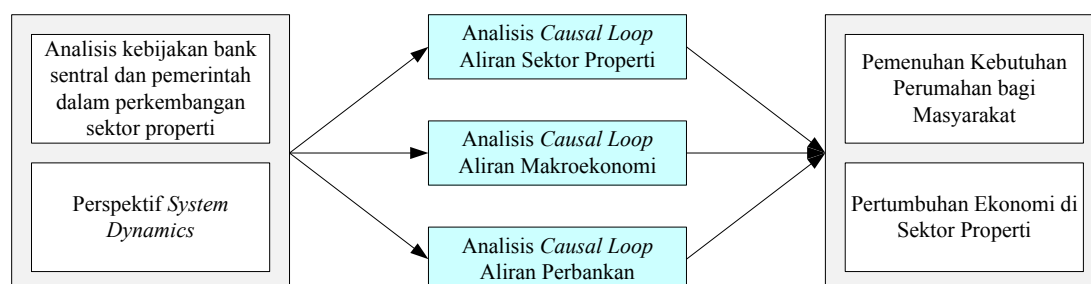 Analisis kebijakan bank
sentral dan pemerintah
dalam perkembangan
sektor properti
Perspektif System
Dynamics
Analisis Causal Loop
Aliran Sektor Properti
Analisis Causal Loop
Aliran Makroekonomi
Analisis Causal Loop
Aliran Perbankan
Pemenuhan Kebutuhan
Perumahan bagi
Masyarakat
Pertumbuhan Ekonomi di
Sektor Properti